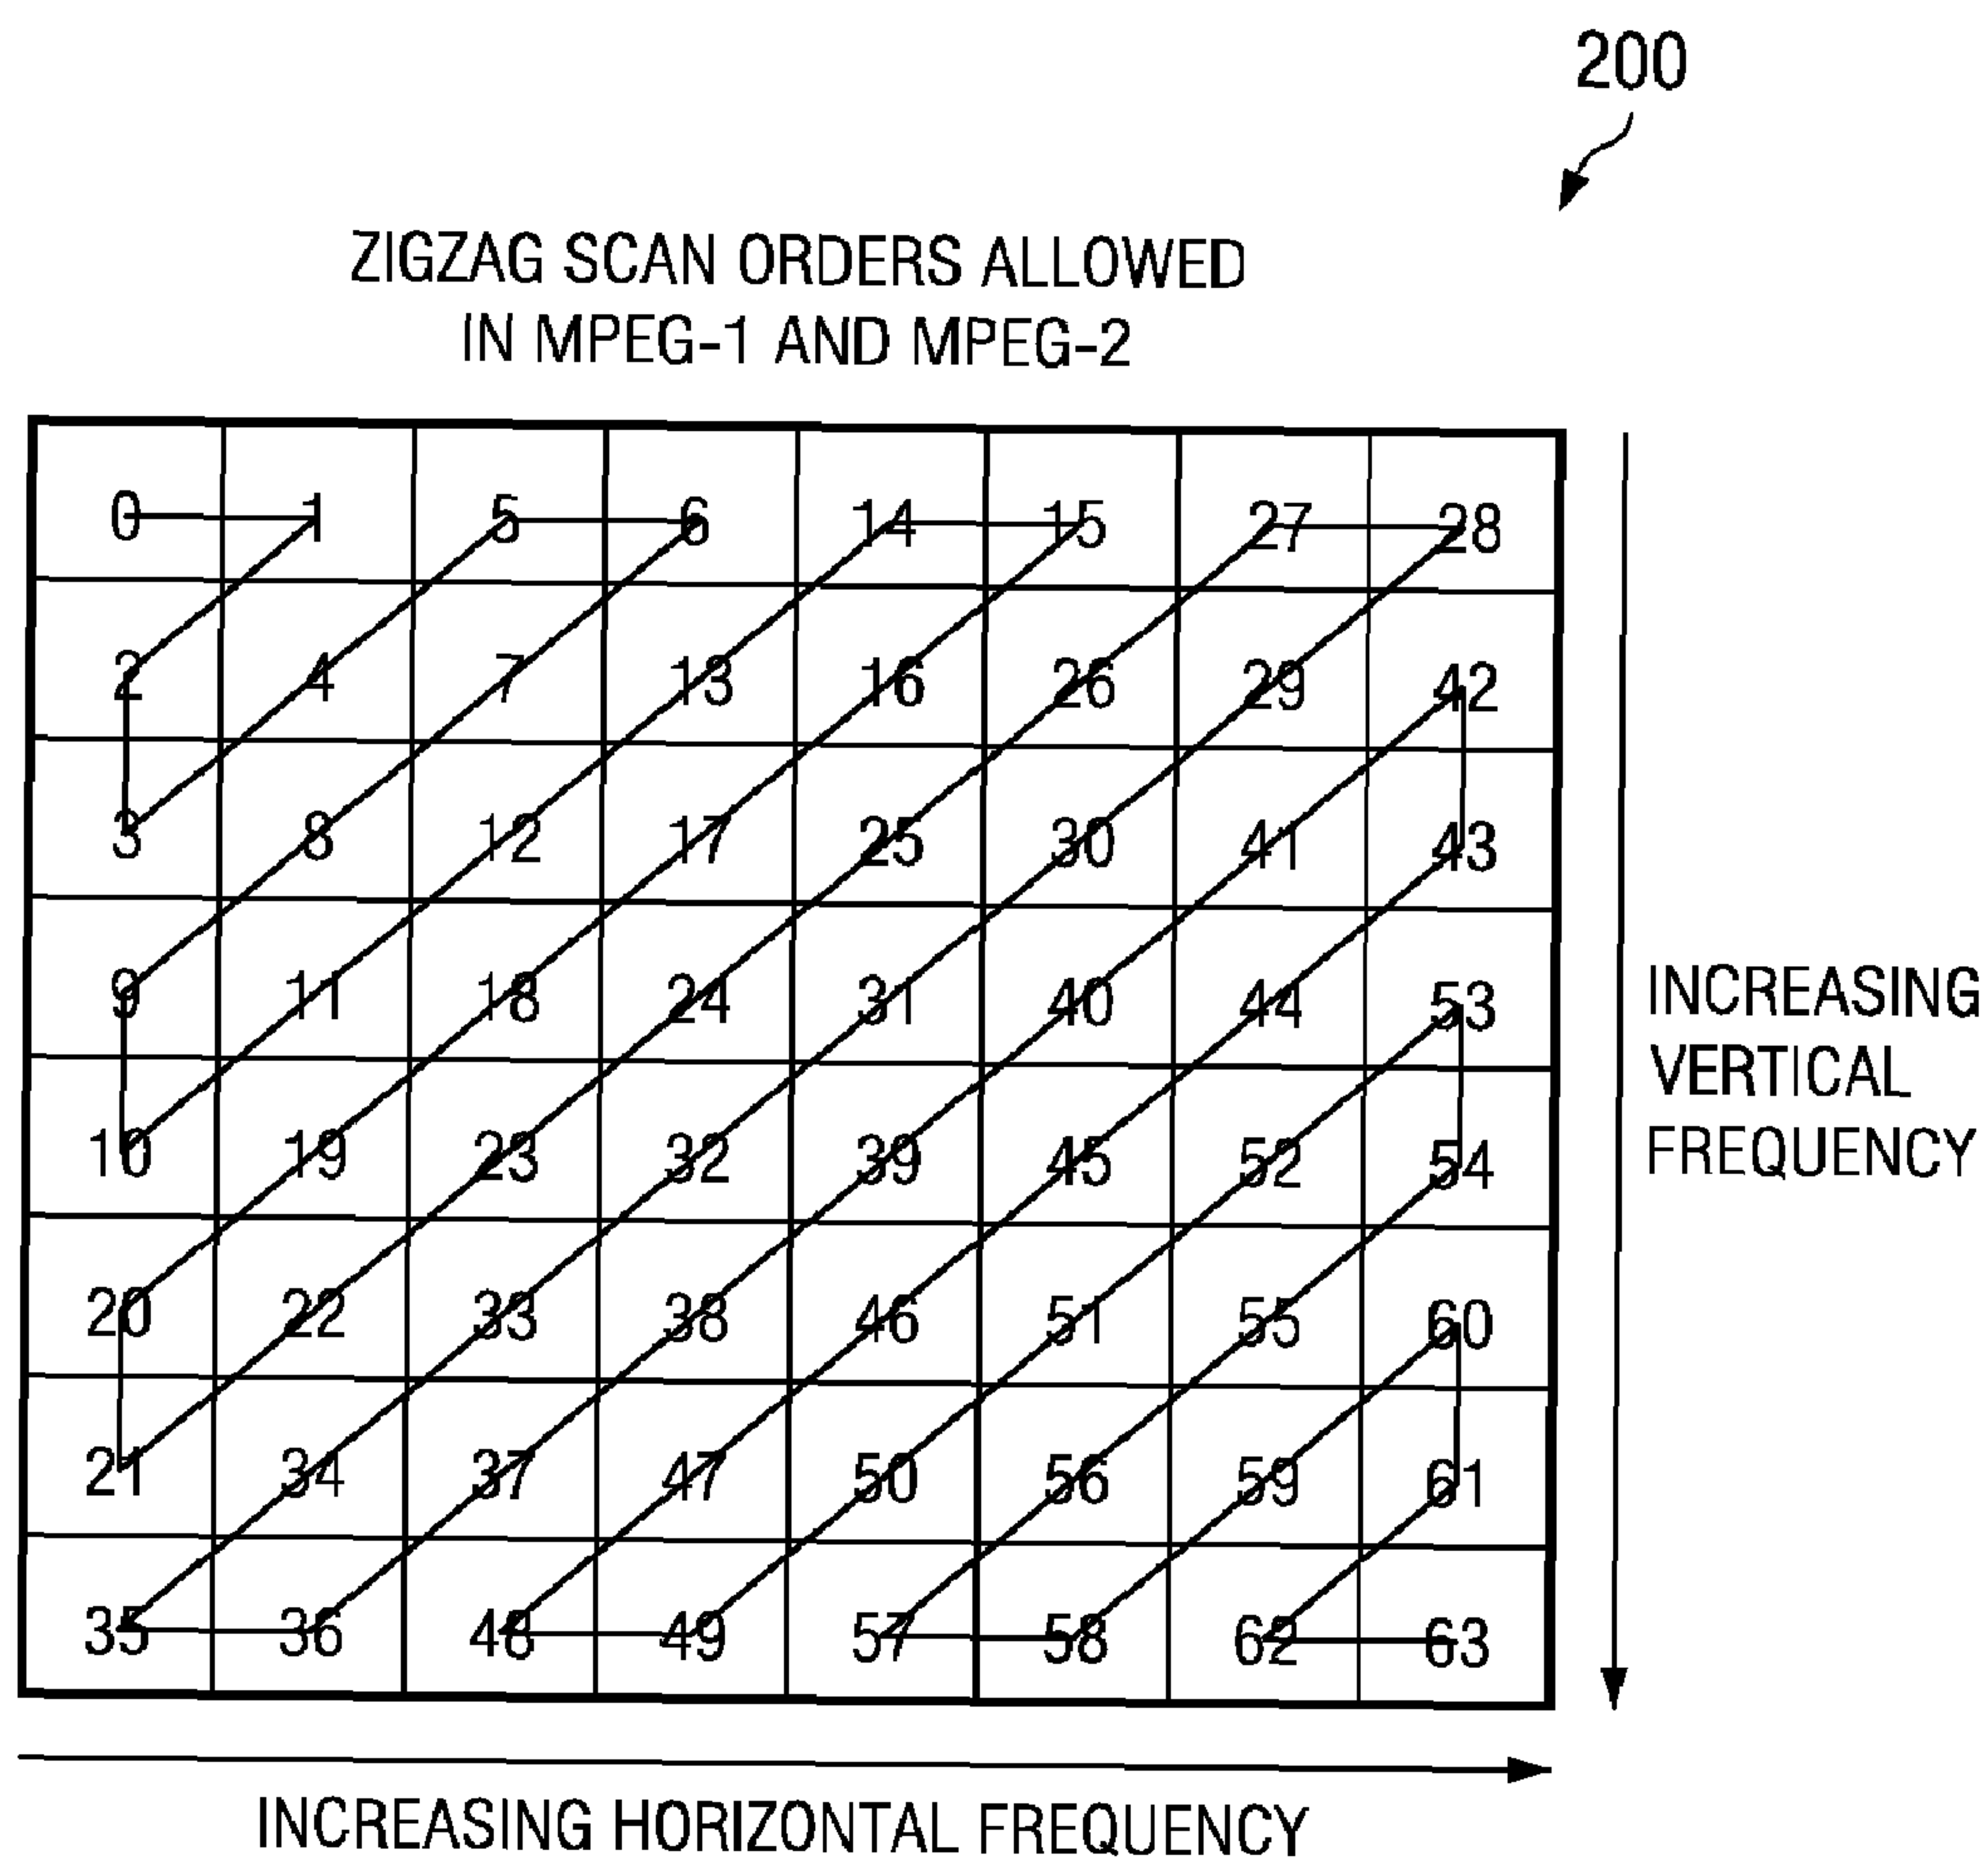 200
ZIGZAG SCAN ORDERS ALLOWED
IN MPEG-1 AND MPEG-2
0 1 5 6 14 15 27 28
2 4 7 13 16 26 29 42
3 8 12 17 25 30 41 43
9 11 18 24 31 40 44 53
10 19 23 32 39 45 52 54
20 22 33 38 46 51 55 60
21 34 37 47 50 56 59 61
35 36 48 49 57 58 62 63
INCREASING
VERTICAL
FREQUENCY
INCREASING HORIZONTAL FREQUENCY